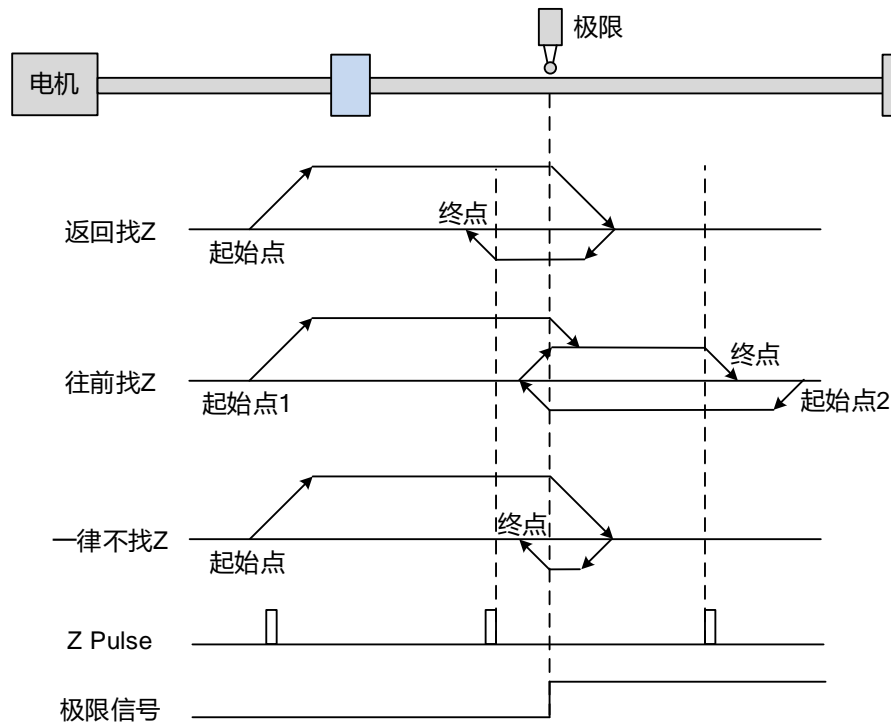 极限
电机
返回找Z
起始点
终点
往前找Z
起始点1
终点
起始点2
一律不找Z
起始点
终点
Z Pulse
极限信号